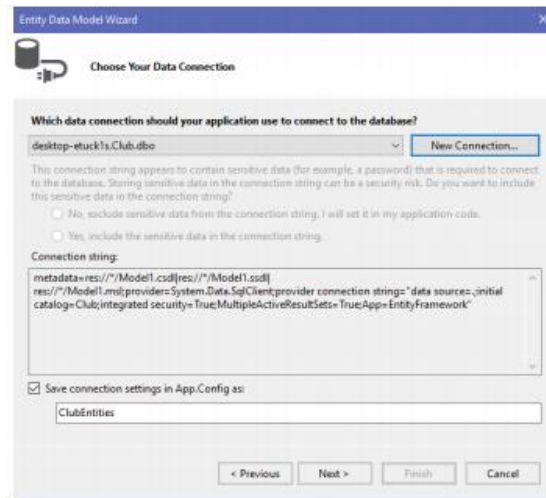 Entity Data Model Wizard
Choose Your Data Connection
Which data connection should your application use to connect to the database?
desktop-etuck1s.Club.dbo
New Connection...
This connection string appears to contain sensitive data (for example, a password) that is required to connect
to the database. Storing sensitive data in the connection string can be a security risk. Do you want to include
this sensitive data in the connection string?
No, exclude sensitive data from the connection string. I will set it in my application code.
Yes, include the sensitive data in the connection string.
Connection string:
metadata=res://*/Model1.csdl|res://*/Model1.ssdl|
res://*/Model1.msl;provider=System.Data.SqlClient;provider connection string="data source=.;initial
catalog=Club;integrated security=True;MultipleActiveResultSets=True;App=EntityFramework"
Save connection settings in App.Config as:
ClubEntities
< Previous
Next >
Finish
Cancel